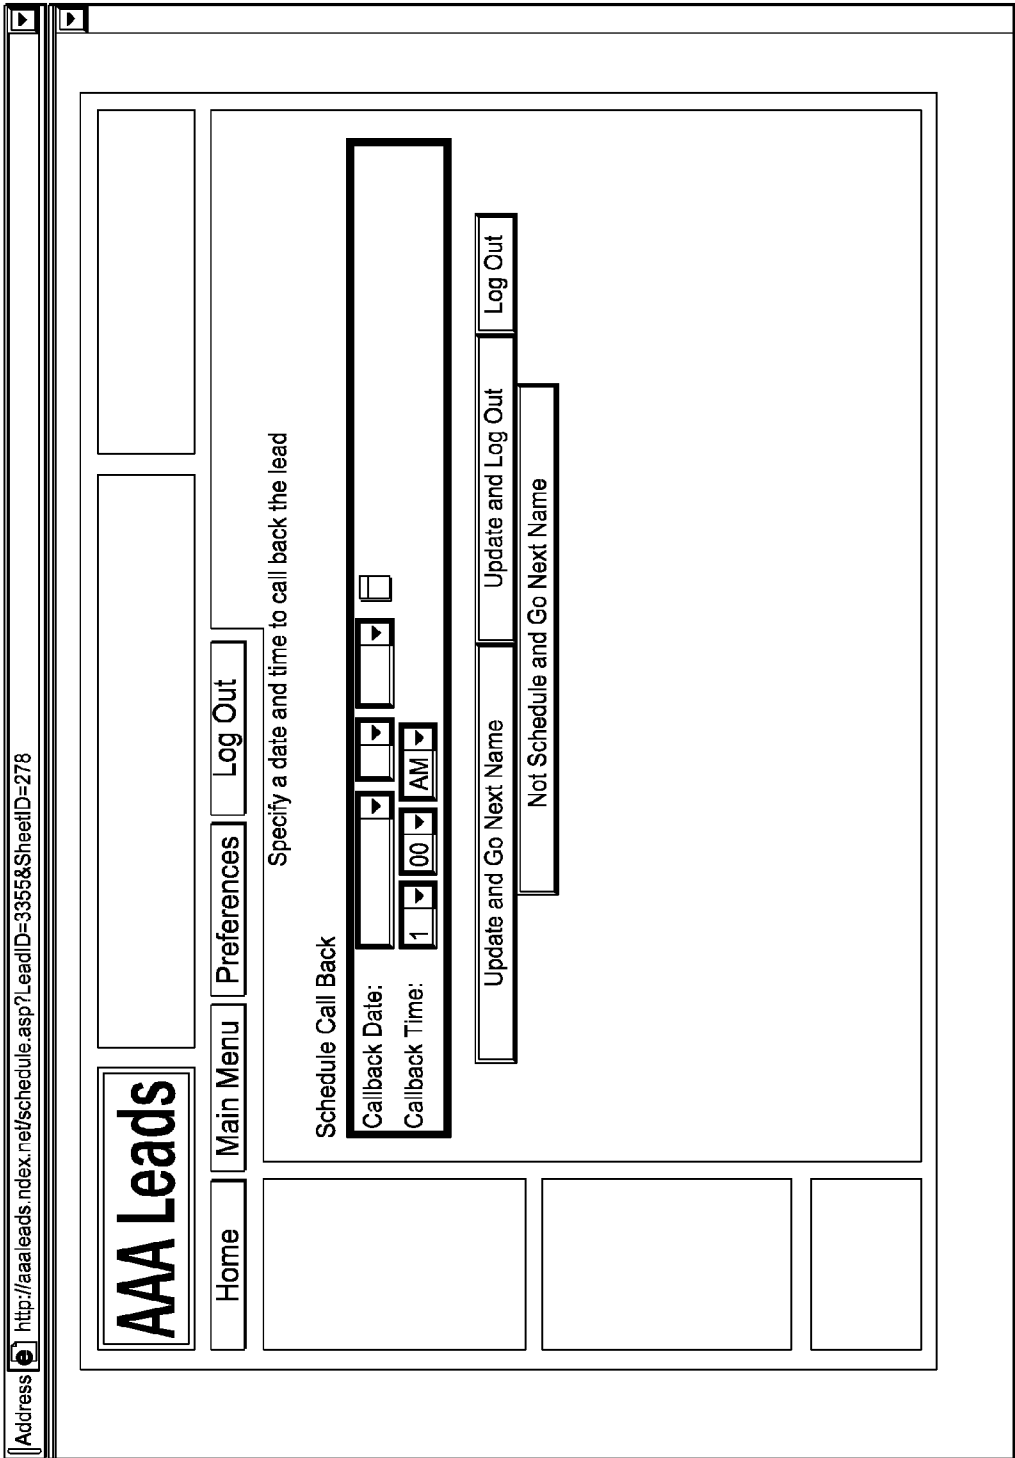 Address http://aaaleads.ndex.net/schedule.asp?LeadID=3355&SheetID=278
AAA Leads
Home Main Menu Preferences Log Out
Specify a date and time to call back the lead
Schedule Call Back
Callback Date:
Callback Time: 1 00 AM
Update and Go Next Name Update and Log Out Log Out
Not Schedule and Go Next Name